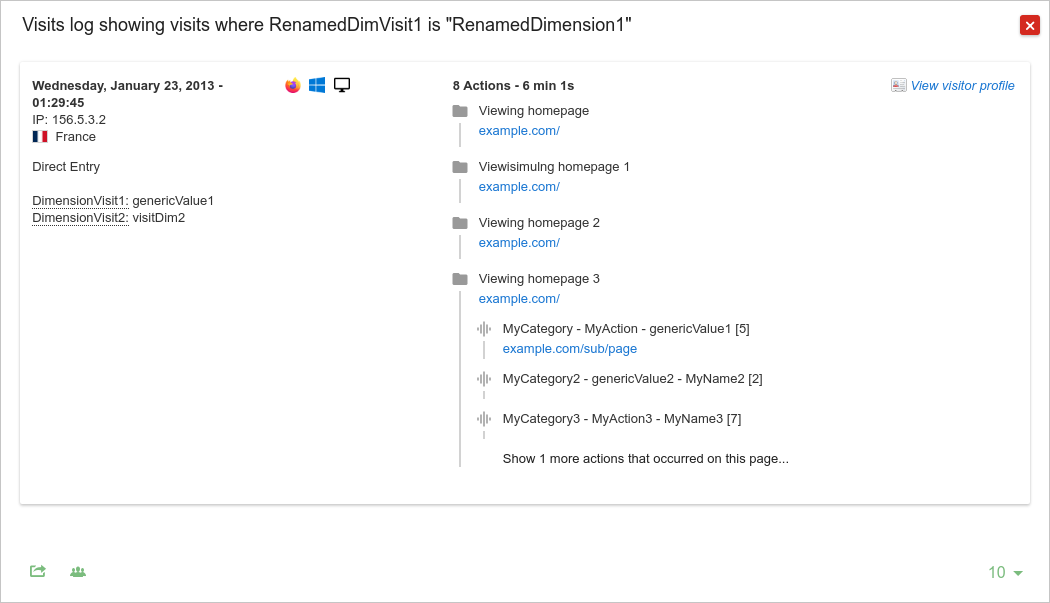 Visits log showing visits where RenamedDimVisit1 is "RenamedDimension1"
Wednesday, January 23, 2013 -
01:29:45
IP: 156.5.3.2
France
Direct Entry
DimensionVisit1: genericValue1
DimensionVisit2: visitDim2
8 Actions - 6 min 1s
View visitor profile
Viewing homepage
example.com/
Viewisimulng homepage 1
example.com/
Viewing homepage 2
example.com/
Viewing homepage 3
example.com/
MyCategory - MyAction - genericValue1 [5]
example.com/sub/page
MyCategory2 - genericValue2 - MyName2 [2]
MyCategory3 - MyAction3 - MyName3 [7]
Show 1 more actions that occurred on this page...
10